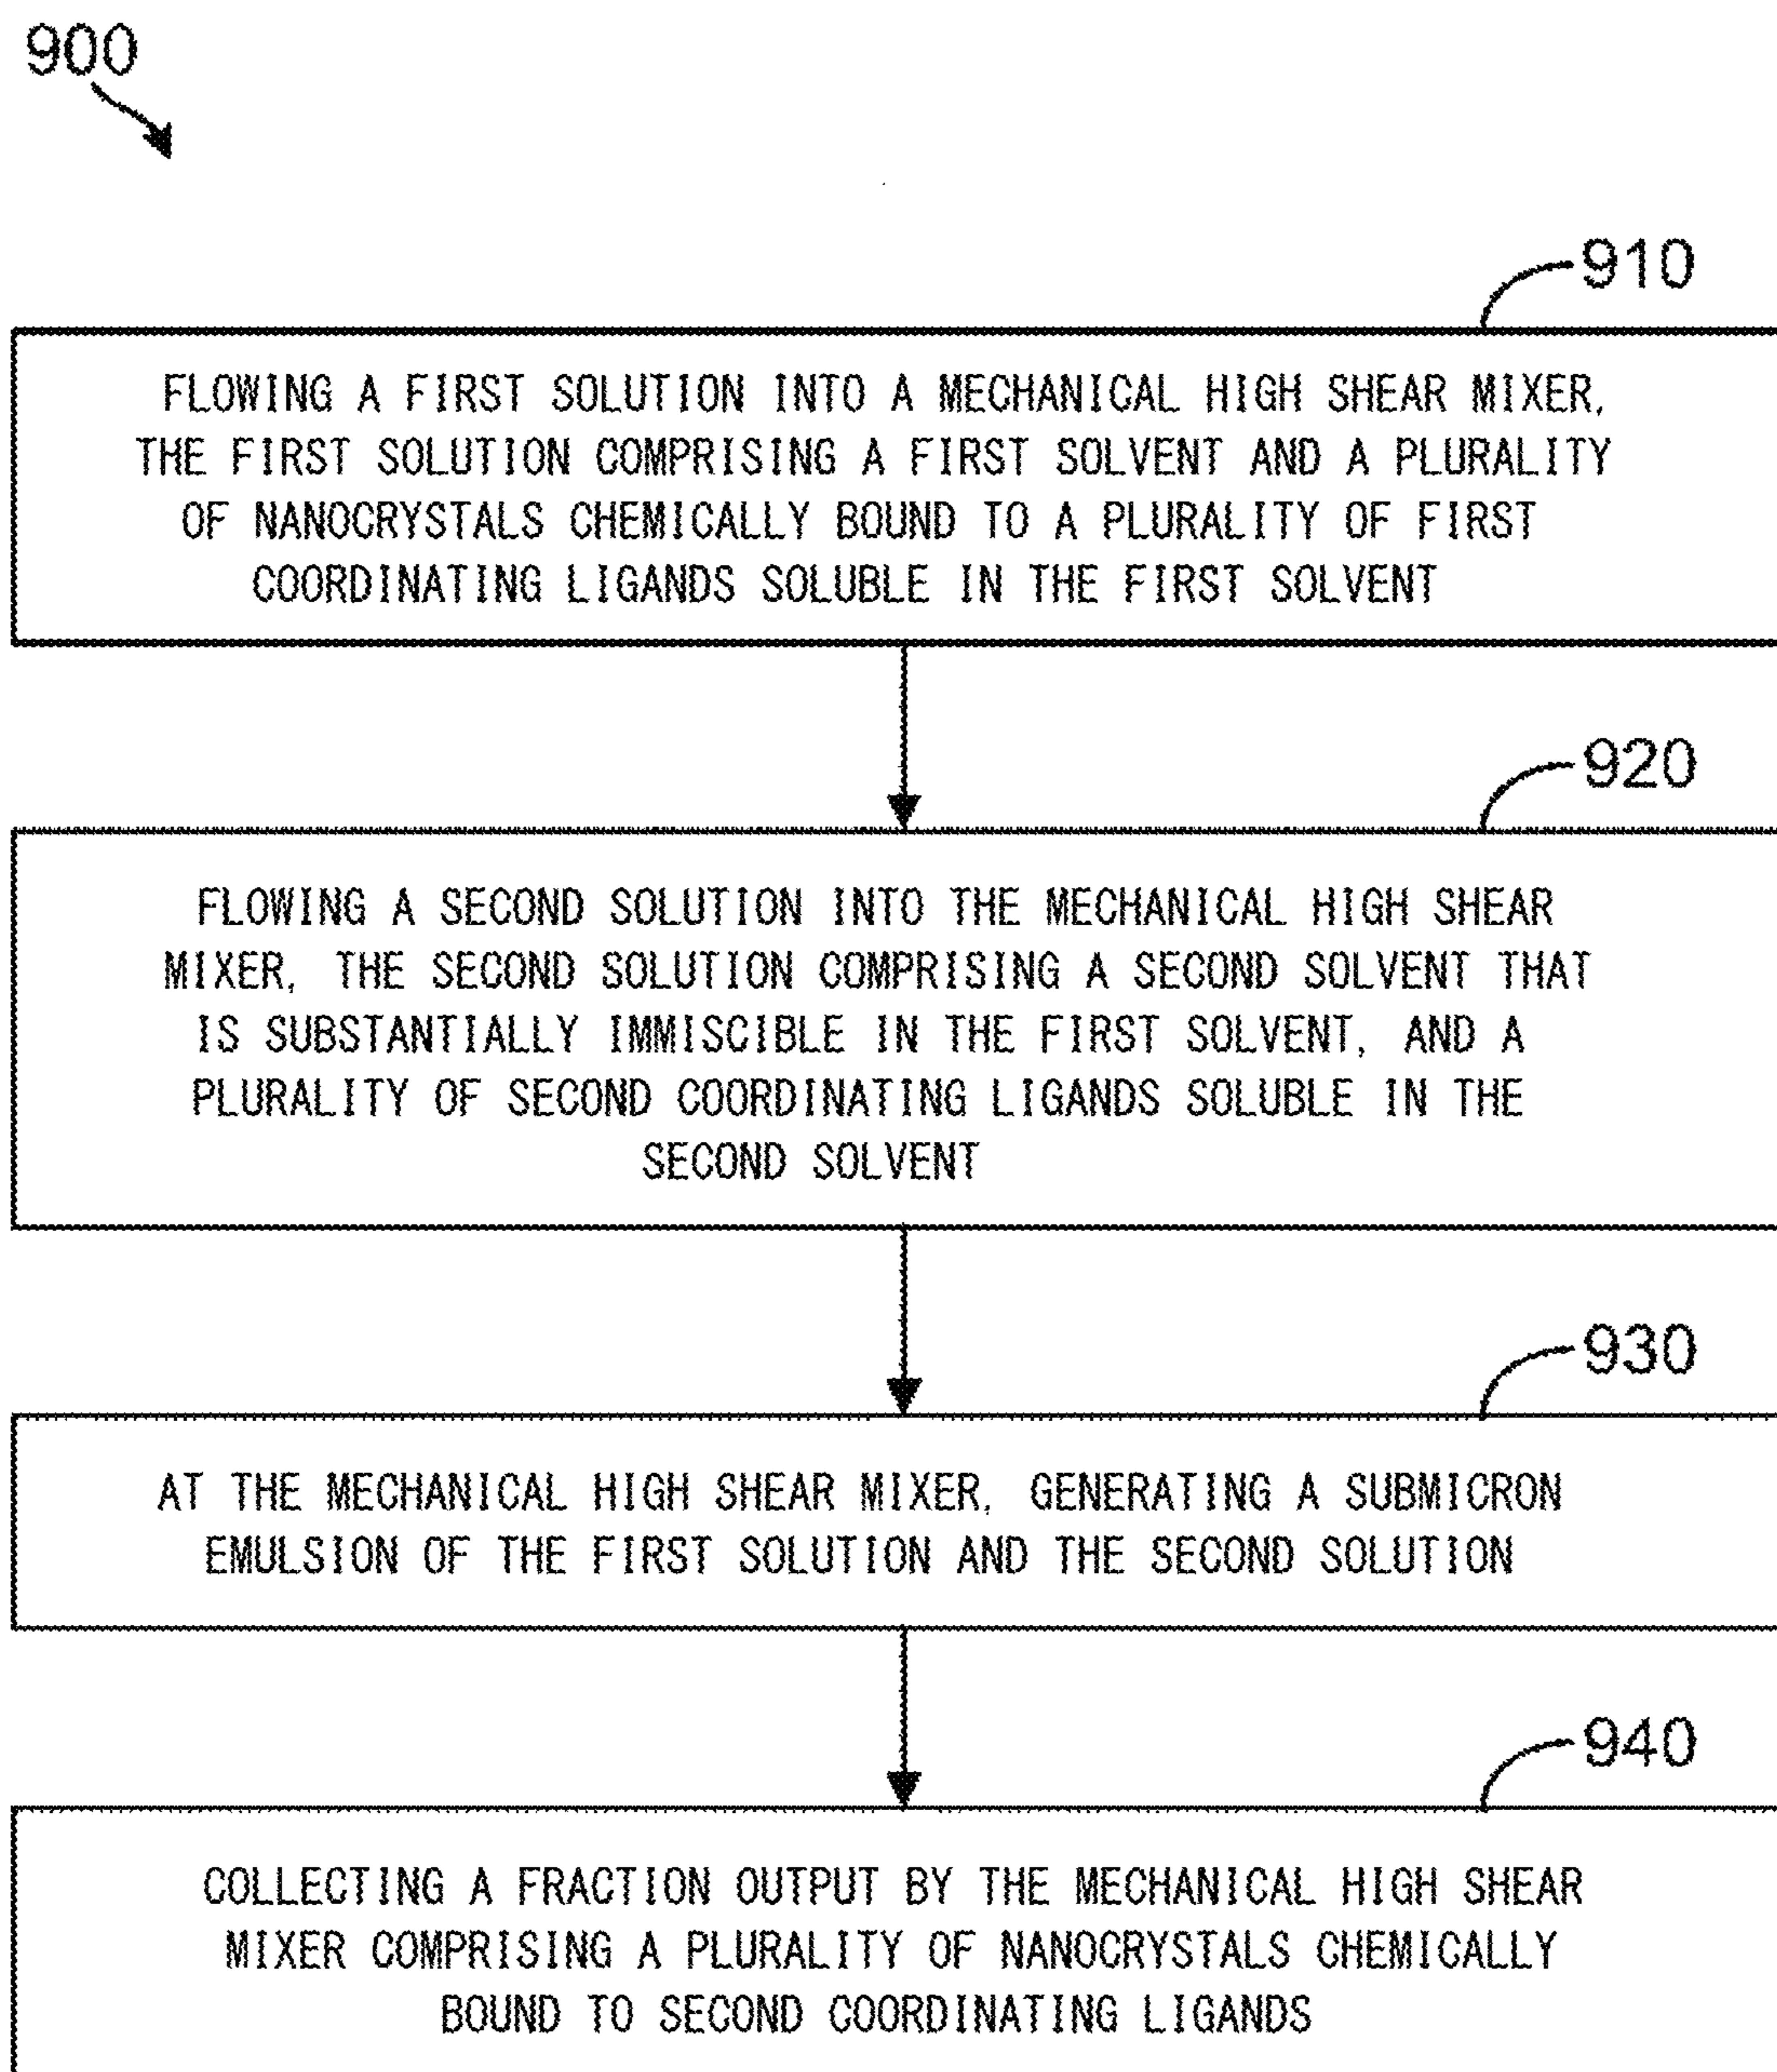 900
910
FLOWING A FIRST SOLUTION INTO A MECHANICAL HIGH SHEAR MIXER,
THE FIRST SOLUTION COMPRISING A FIRST SOLVENT AND A PLURALITY
OF NANOCRYSTALS CHEMICALLY BOUND TO A PLURALITY OF FIRST
COORDINATING LIGANDS SOLUBLE IN THE FIRST SOLVENT
920
FLOWING A SECOND SOLUTION INTO THE MECHANICAL HIGH SHEAR
MIXER, THE SECOND SOLUTION COMPRISING A SECOND SOLVENT THAT
IS SUBSTANTIALLY IMMISCIBLE IN THE FIRST SOLVENT, AND A
PLURALITY OF SECOND COORDINATING LIGANDS SOLUBLE IN THE
SECOND SOLVENT
930
AT THE MECHANICAL HIGH SHEAR MIXER, GENERATING A SUBMICRON
EMULSION OF THE FIRST SOLUTION AND THE SECOND SOLUTION
940
COLLECTING A FRACTION OUTPUT BY THE MECHANICAL HIGH SHEAR
MIXER COMPRISING A PLURALITY OF NANOCRYSTALS CHEMICALLY
BOUND TO SECOND COORDINATING LIGANDS